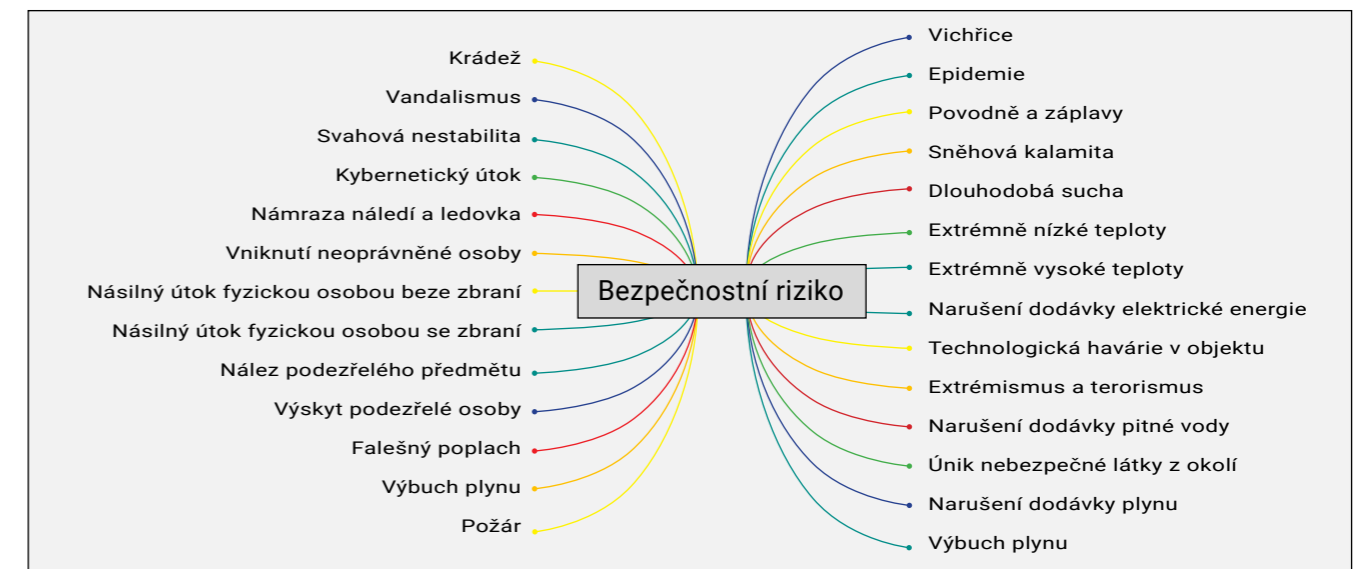 Krádež
Vandalismus
Svahová nestabilita
Kybernetický útok
Námraza náledí a ledovka
Vniknutí neoprávněné osoby
Násilný útok fyzickou osobou beze zbraní
Násilný útok fyzickou osobou se zbraní
Nález podezřelého předmětu
Výskyt podezřelé osoby
Falešný poplach
Výbuch plynu
Požár
Bezpečnostní riziko
Vichřice
Epidemie
Povodně a záplavy
Sněhová kalamita
Dlouhodobá sucha
Extrémně nízké teploty
Extrémně vysoké teploty
Narušení dodávky elektrické energie
Technologická havárie v objektu
Extrémismus a terorismus
Narušení dodávky pitné vody
Únik nebezpečné látky z okolí
Narušení dodávky plynu
Výbuch plynu